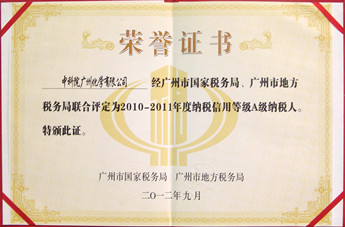 荣誉证书
中科院广州化学有限公司 经广州市国家税务局、广州市地方
税务局联合评定为2010-2011年度纳税信用等级A级纳税人。
特颁此证。
广州市国家税务局 广州市地方税务局
二〇一二年九月